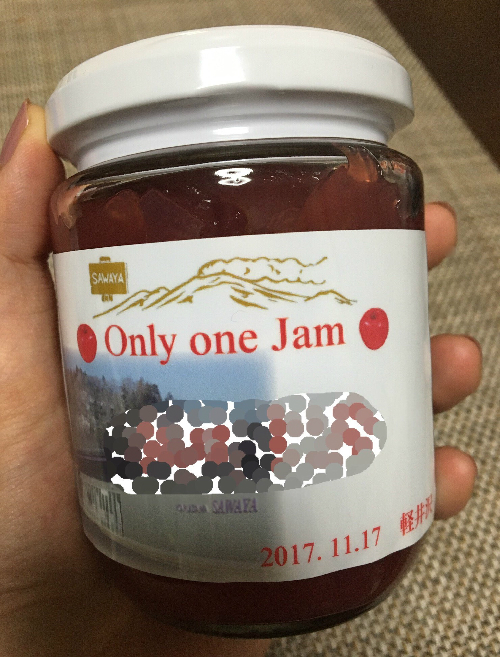 SAWAYA
Only one Jam
SAWAYA
2017. 11.17 軽井沢